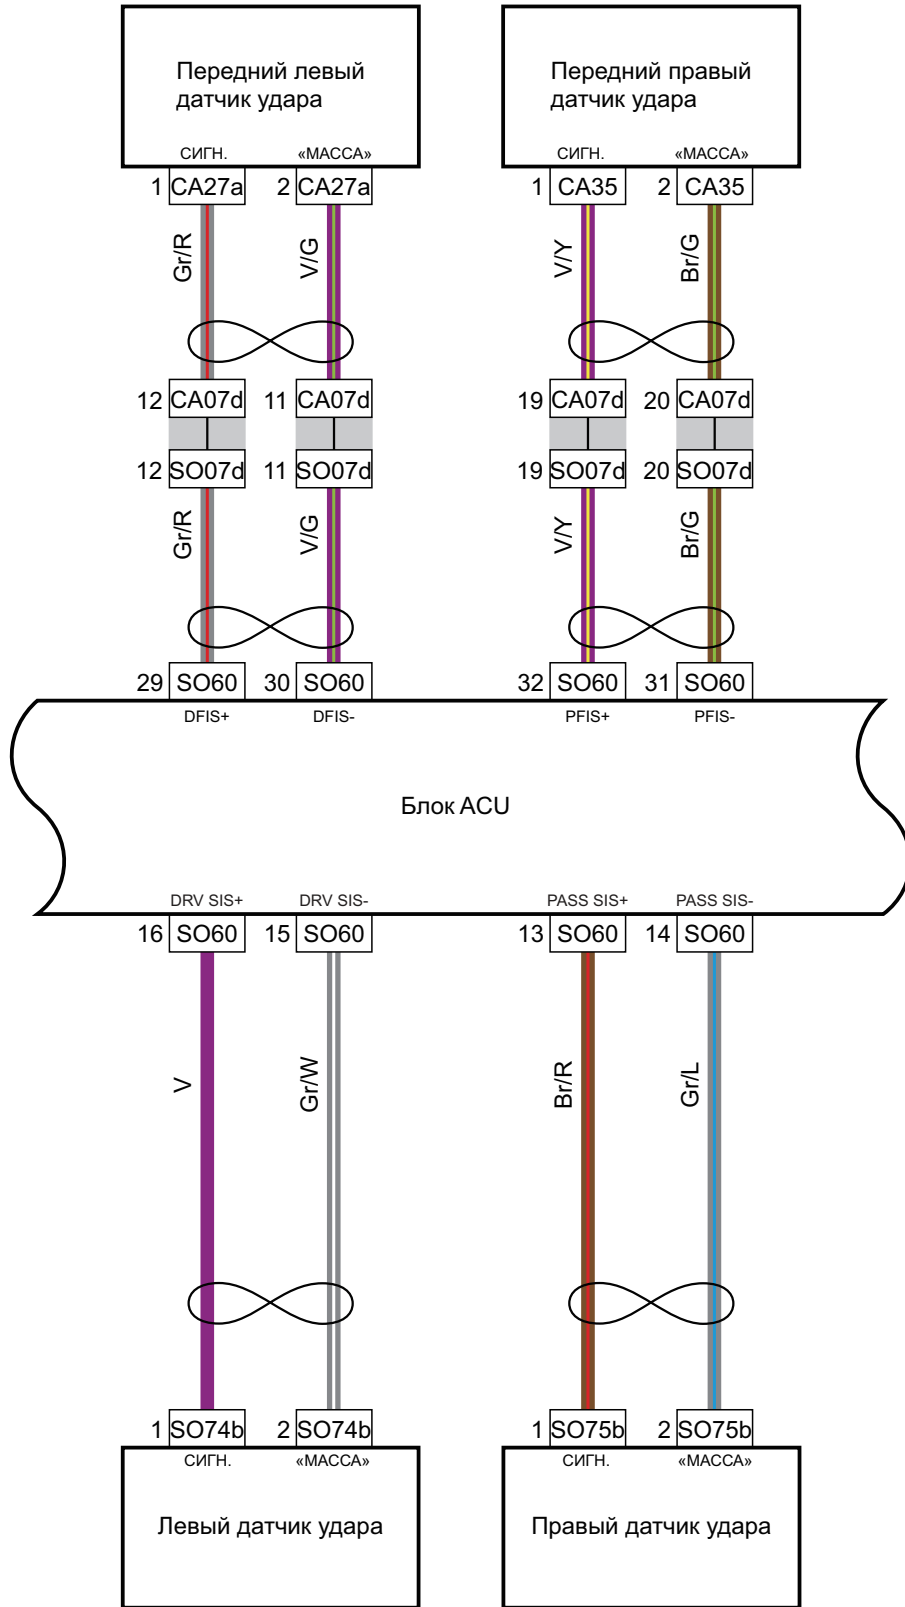 Передний левый
датчик удара
Передний правый
датчик удара
СИГН. «МАССА» СИГН. «МАССА»
1 CA27a 2 CA27a 1 CA35 2 CA35
Gr/R V/G V/Y Br/G
12 CA07d 11 CA07d 19 CA07d 20 CA07d
12 SO07d 11 SO07d 19 SO07d 20 SO07d
Gr/R V/G V/Y Br/G
29 SO60 30 SO60 32 SO60 31 SO60
DFIS+ DFIS- PFIS+ PFIS-
Блок ACU
DRV SIS+ DRV SIS- PASS SIS+ PASS SIS-
16 SO60 15 SO60 13 SO60 14 SO60
V Gr/W Br/R Gr/L
1 SO74b 2 SO74b 1 SO75b 2 SO75b
СИГН. «МАССА» СИГН. «МАССА»
Левый датчик удара
Правый датчик удара